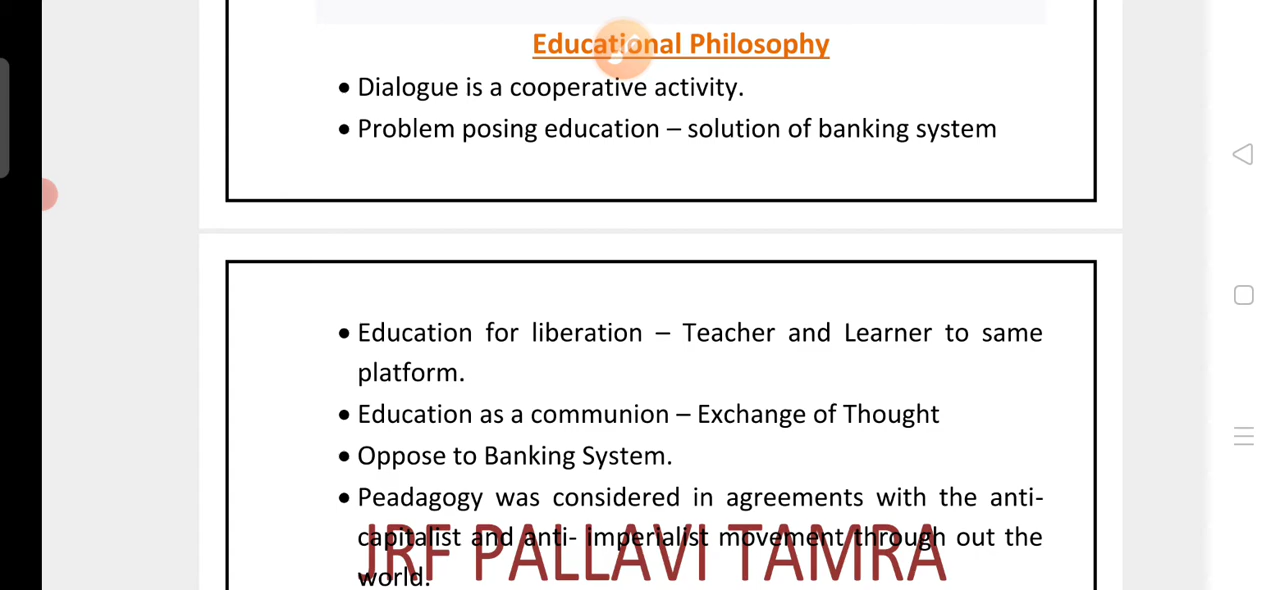 Educational Philosophy
• Dialogue is a cooperative activity.
• Problem posing education – solution of banking system
• Education for liberation – Teacher and Learner to same
platform.
• Education as a communion – Exchange of Thought
• Oppose to Banking System.
• Peadagogy was considered in agreements with the anti-
capitalist and anti- imperialist movement through out the
world.
JRF PALLAVI TAMRA